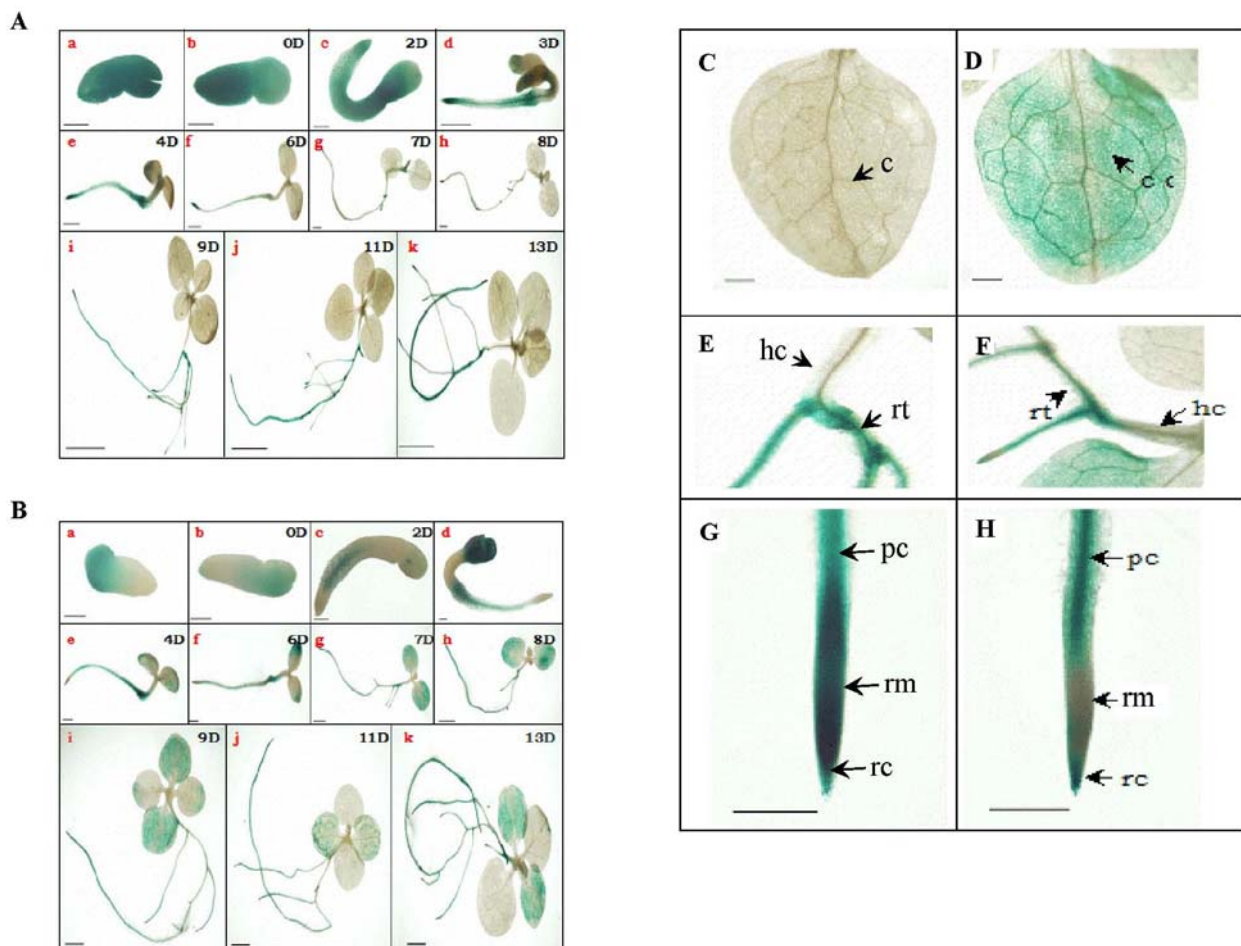 A
a
b 0D
c 2D
d 3D
e 4D
f 6D
g 7D
h 8D
i 9D
j 11D
k 13D
B
a
b 0D
c 2D
d
e 4D
f 6D
g 7D
h 8D
i 9D
j 11D
k 13D
C
c
D
c c
E
hc
rt
F
rt
hc
G
pc
rm
rc
H
pc
rm
rc